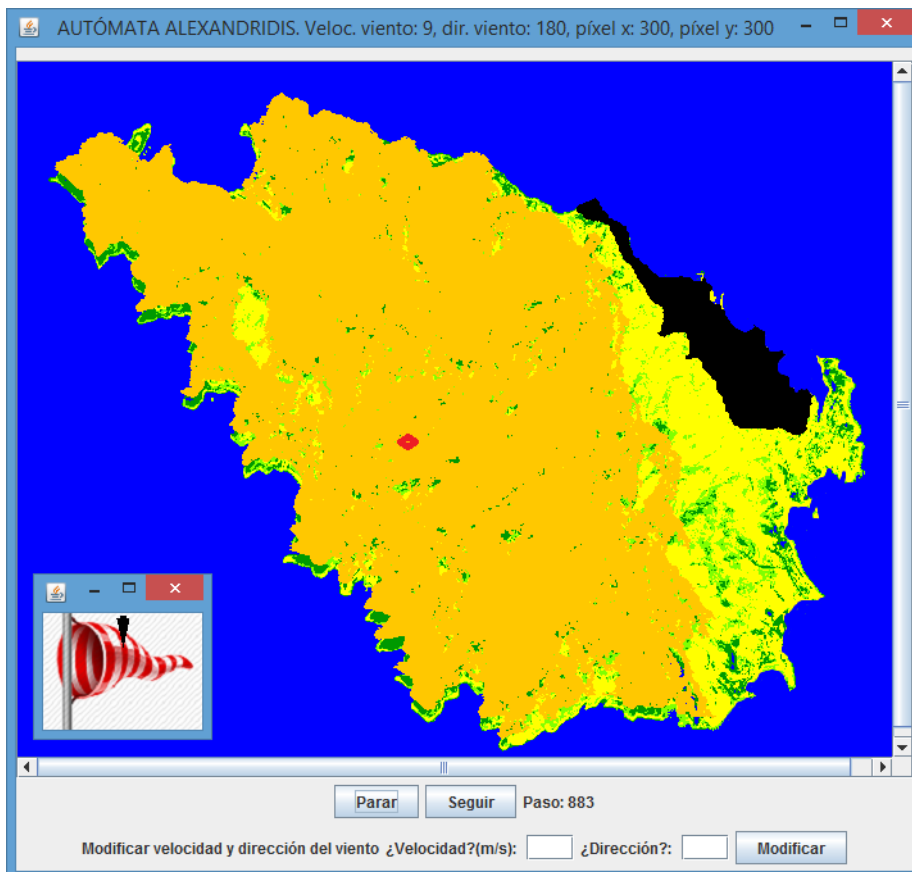 AUTÓMATA ALEXANDRIDIS. Veloc. viento: 9, dir. viento: 180, píxel x: 300, píxel y: 300
Parar Seguir Paso: 883
Modificar velocidad y dirección del viento ¿Velocidad?(m/s): ¿Dirección?: Modificar